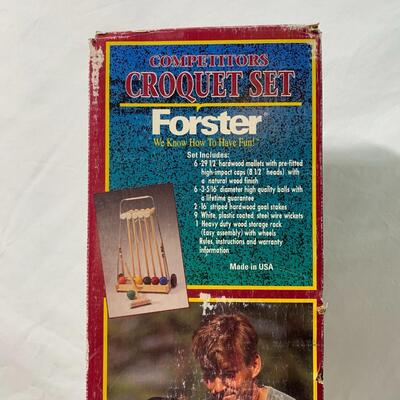 COMPETITORS
CROQUET SET
Forster®
We Know How To Have Fun!™
Set Includes:
6 -29 1/2" hardwood mallets with pre-fitted
high-impact caps (8 1/2" heads) with
a natural wood finish
6 -3-5/16" diameter high quality balls with
a lifetime guarantee
2 -16" striped hardwood goal stakes
9 White, plastic coated, steel wire wickets
1 Heavy duty wood storage rack
(Easy assembly) with wheels
Rules, instructions and warranty
information
Made in USA